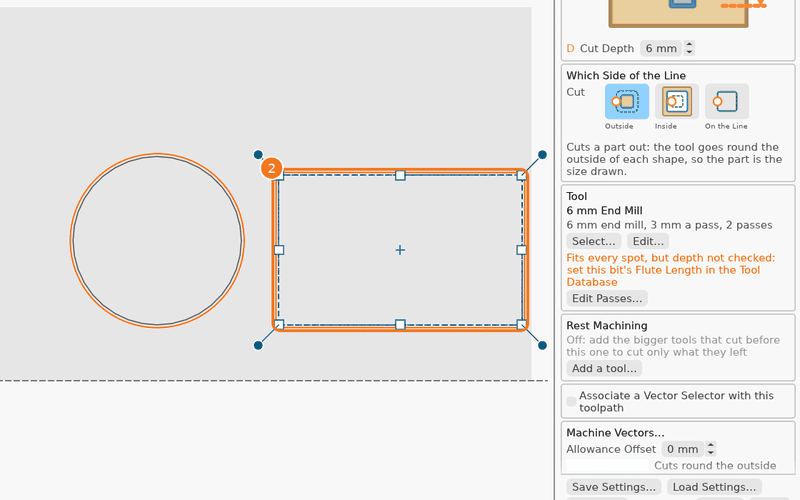 D Cut Depth 6 mm
Which Side of the Line
Cut
Outside Inside On the Line
Cuts a part out: the tool goes round the
outside of each shape, so the part is the
size drawn.
2
Tool
6 mm End Mill
6 mm end mill, 3 mm a pass, 2 passes
Select... Edit...
Fits every spot, but depth not checked:
set this bit's Flute Length in the Tool
Database
Edit Passes...
Rest Machining
Off: add the bigger tools that cut before
this one to cut only what they left
Add a tool...
Associate a Vector Selector with this
toolpath
Machine Vectors...
Allowance Offset 0 mm
Cuts round the outside
Save Settings... Load Settings...